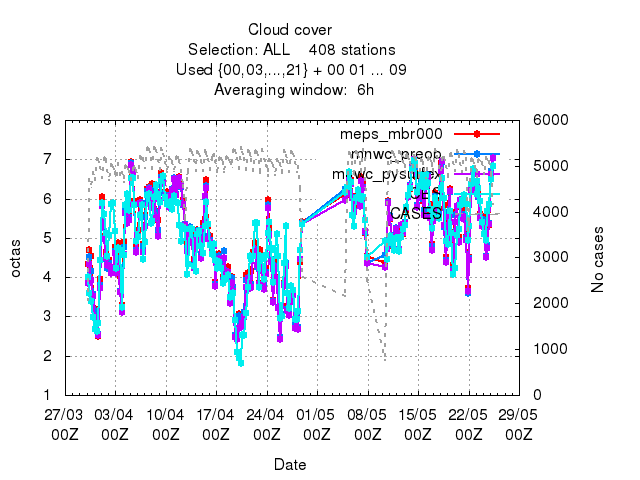 Cloud cover
Selection: ALL 408 stations
Used {00,03,...,21} + 00 01 ... 09
Averaging window: 6h
8
7
6
5
4
3
2
1
octas
6000
5000
4000
3000
2000
1000
0
No cases
meps_mbr000
mnwc_preop
CASES
27/03 03/04 10/04 17/04 24/04 01/05 08/05 15/05 22/05 29/05
00Z 00Z 00Z 00Z 00Z 00Z 00Z 00Z 00Z 00Z
Date